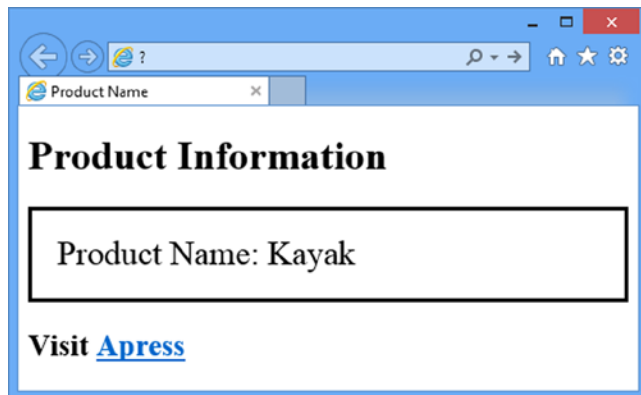 ?
Product Name
Product Information
Product Name: Kayak
Visit Apress